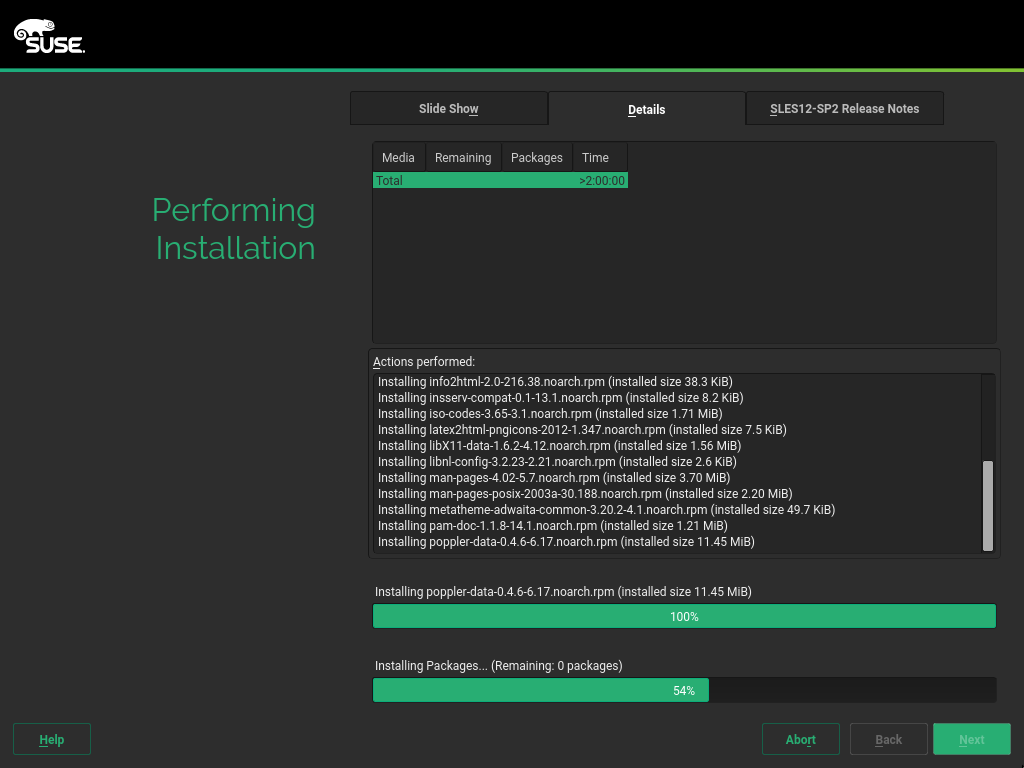 SUSE.
Slide Show
Details
SLES12-SP2 Release Notes
Performing
Installation
Media Remaining Packages Time
Total >2:00:00
Actions performed:
Installing info2html-2.0-216.38.noarch.rpm (installed size 38.3 KiB)
Installing insserv-compat-0.1-13.1.noarch.rpm (installed size 8.2 KiB)
Installing iso-codes-3.65-3.1.noarch.rpm (installed size 1.71 MiB)
Installing latex2html-pngicons-2012-1.347.noarch.rpm (installed size 7.5 KiB)
Installing libX11-data-1.6.2-4.12.noarch.rpm (installed size 1.56 MiB)
Installing libnl-config-3.2.23-2.21.noarch.rpm (installed size 2.6 KiB)
Installing man-pages-4.02-5.7.noarch.rpm (installed size 3.70 MiB)
Installing man-pages-posix-2003a-30.188.noarch.rpm (installed size 2.20 MiB)
Installing metatheme-adwaita-common-3.20.2-4.1.noarch.rpm (installed size 49.7 KiB)
Installing pam-doc-1.1.8-14.1.noarch.rpm (installed size 1.21 MiB)
Installing poppler-data-0.4.6-6.17.noarch.rpm (installed size 11.45 MiB)
Installing poppler-data-0.4.6-6.17.noarch.rpm (installed size 11.45 MiB)
100%
Installing Packages... (Remaining: 0 packages)
54%
Help
Abort
Back
Next